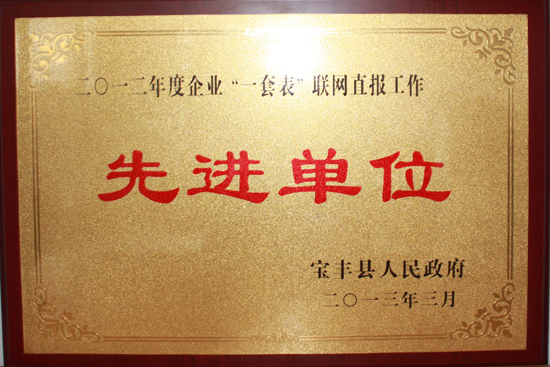 二〇一二年度企业“一套表”联网直报工作
先进单位
宝丰县人民政府
二〇一三年三月